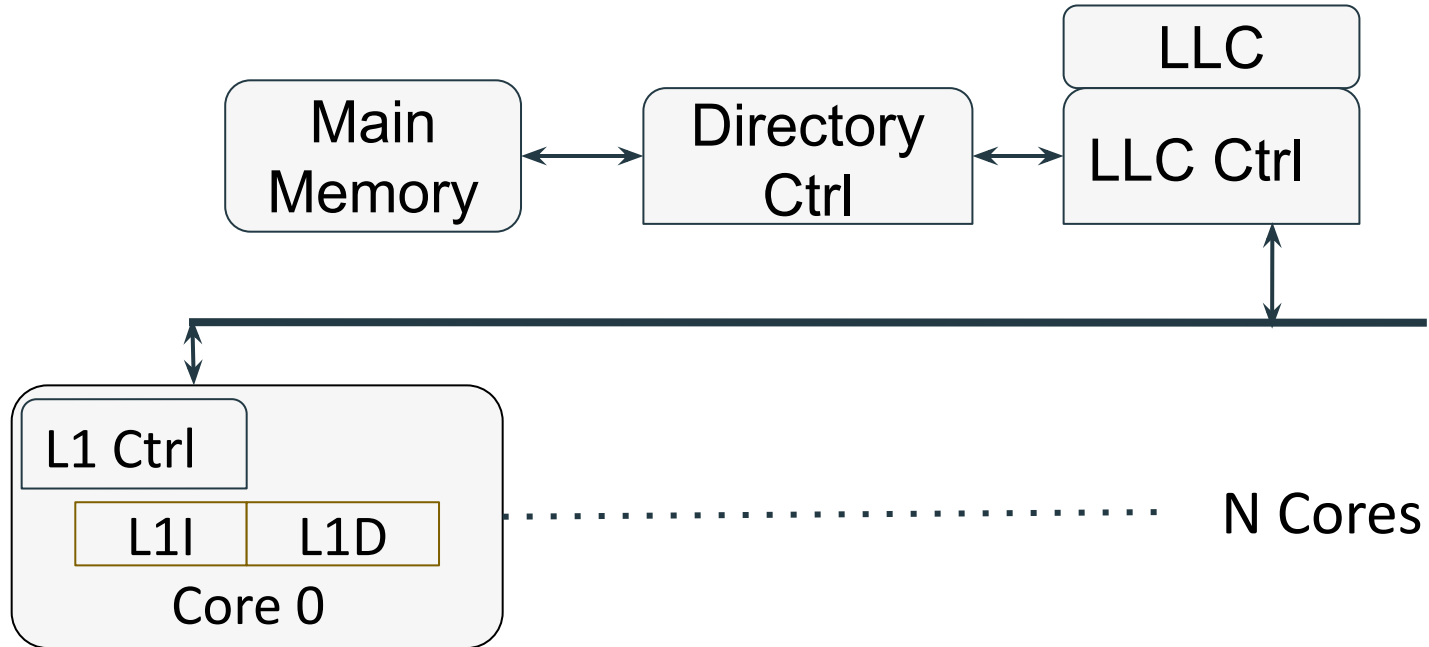 LLC
Main
Memory
Directory
Ctrl
LLC Ctrl
L1 Ctrl
L1I
L1D
Core 0
N Cores